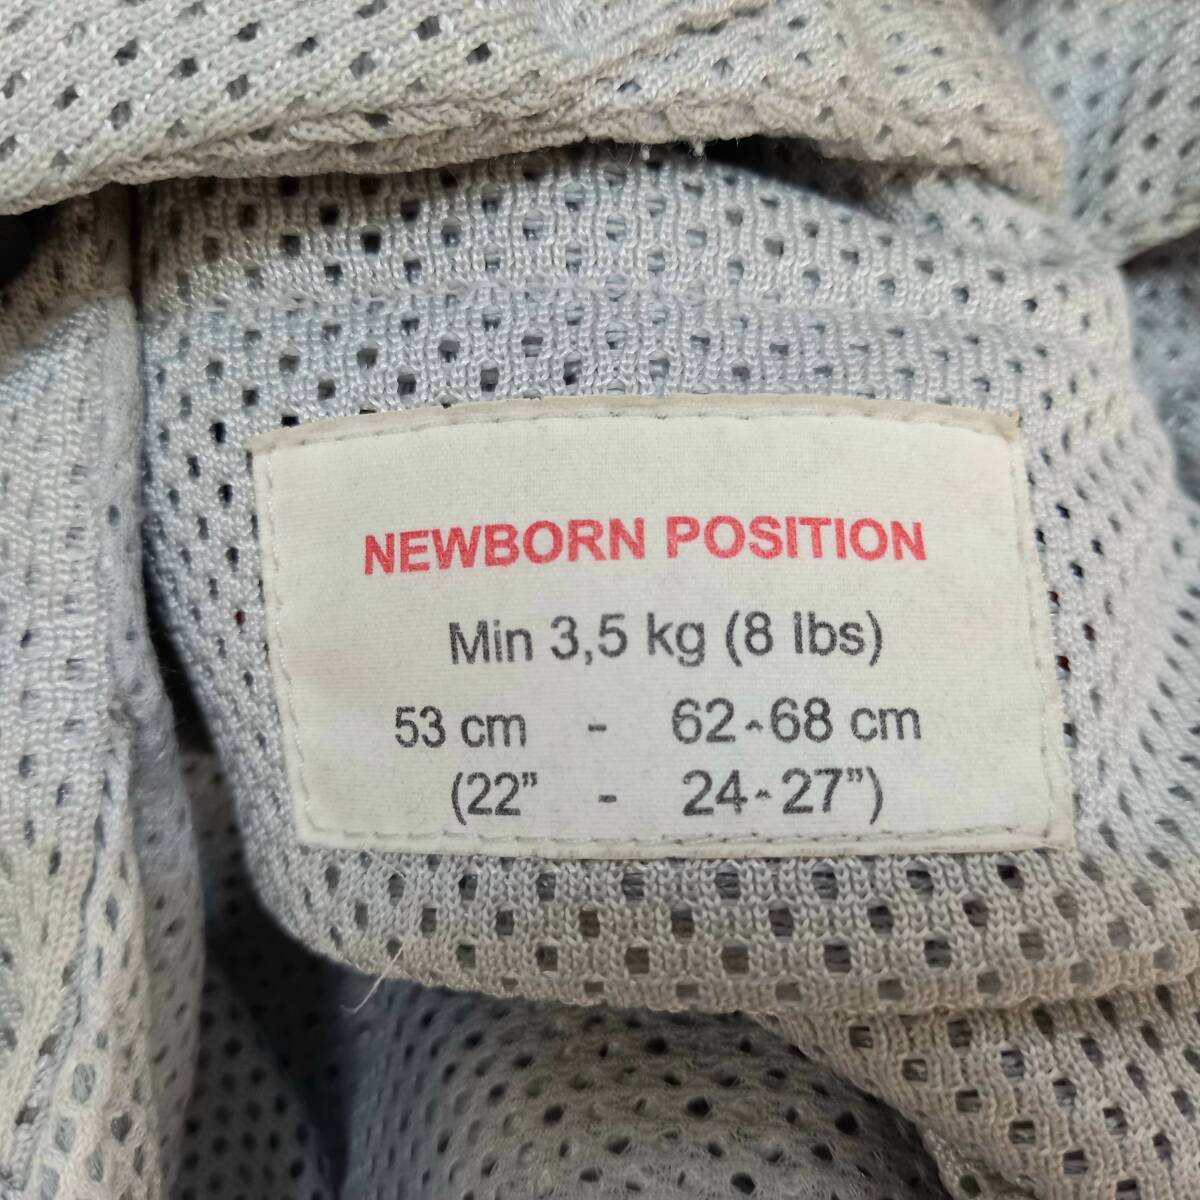 NEWBORN POSITION
Min 3,5 kg (8 lbs)
53 cm - 62-68 cm
(22” - 24-27”)